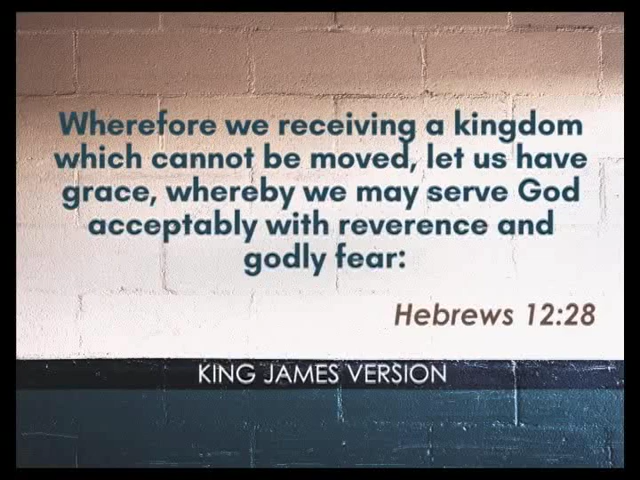 Wherefore we receiving a kingdom
which cannot be moved, let us have
grace, whereby we may serve God
acceptably with reverence and
godly fear:
Hebrews 12:28
KING JAMES VERSION